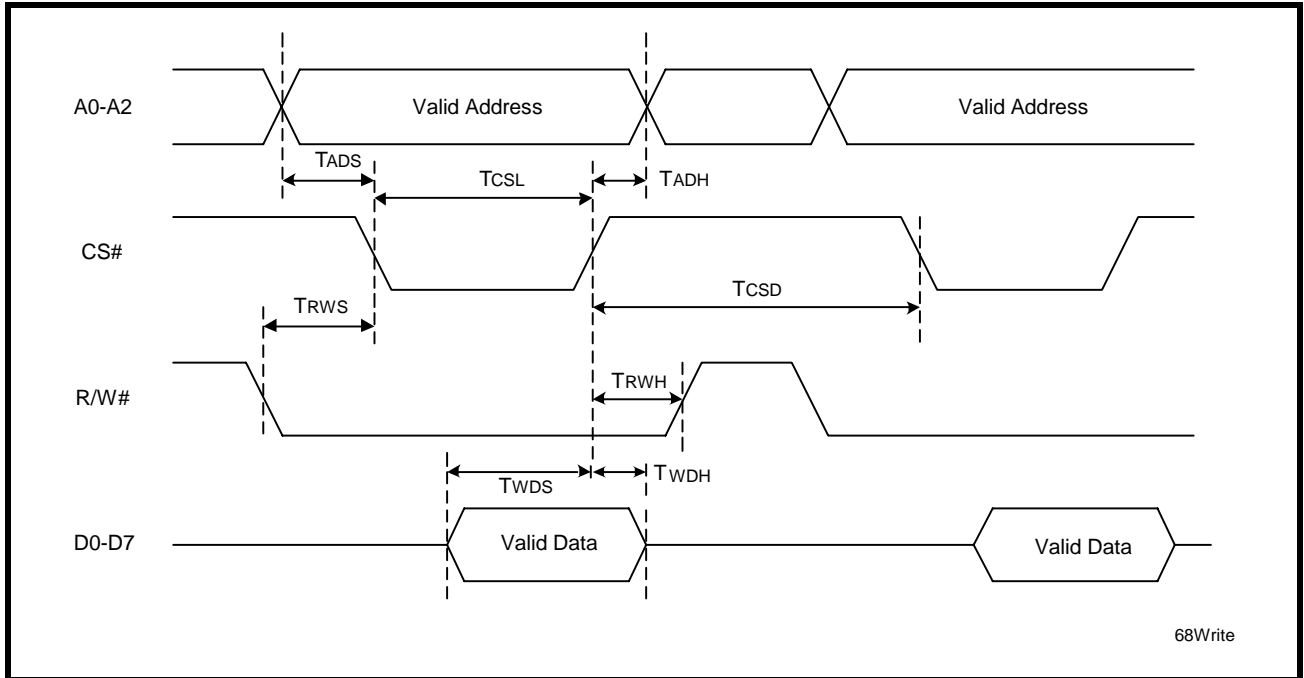 A0-A2
Valid Address
Valid Address
TADS
TCSL
TADH
CS#
TCSD
TRWS
R/W#
TRWH
TWDS
TWDH
D0-D7
Valid Data
Valid Data
68Write